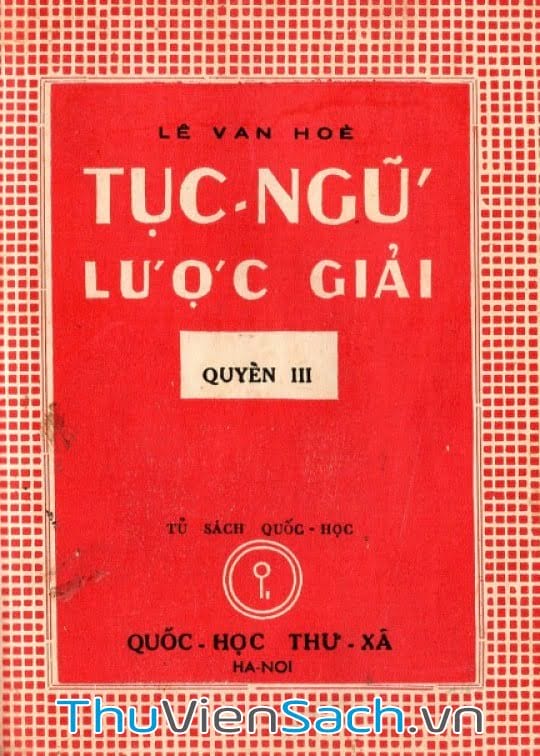 LÊ VAN HOÈ
TỤC-NGỮ
LƯỢC GIẢI
QUYỀN III
TỦ SÁCH QUỐC-HỌC
QUỐC-HỌC THƯ-XÃ
HA-NOI
ThuVienSach.vn